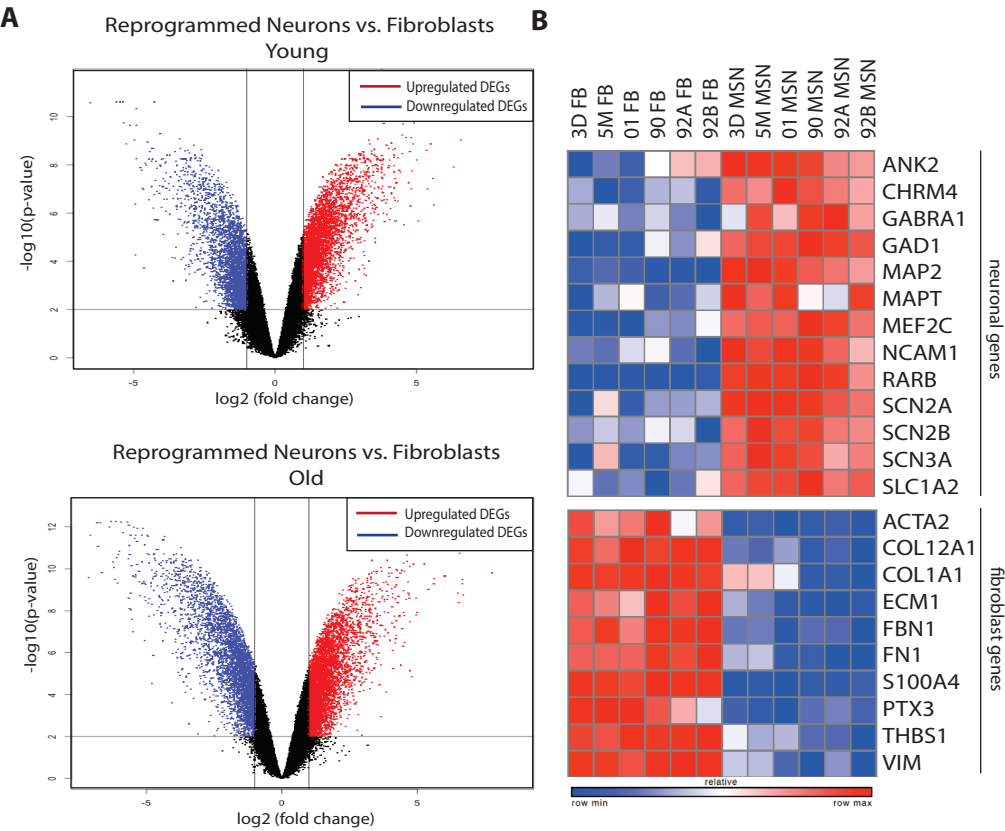 A
Reprogrammed Neurons vs. Fibroblasts
Young
Upregulated DEGs
Downregulated DEGs
-log10(p-value)
10
8
6
4
2
0
-5
0
5
log2 (fold change)
Reprogrammed Neurons vs. Fibroblasts
Old
Upregulated DEGs
Downregulated DEGs
-log10(p-value)
12
10
8
6
4
2
0
-5
0
5
log2 (fold change)
B
3D FB
5M FB
01 FB
90 FB
92A FB
92B FB
3D MSN
5M MSN
01 MSN
90 MSN
92A MSN
92B MSN
ANK2
CHRM4
GABRA1
GAD1
MAP2
MAPT
MEF2C
NCAM1
RARB
SCN2A
SCN2B
SCN3A
SLC1A2
neuronal genes
ACTA2
COL12A1
COL1A1
ECM1
FBN1
FN1
S100A4
PTX3
THBS1
VIM
fibroblast genes
relative
row min
row max